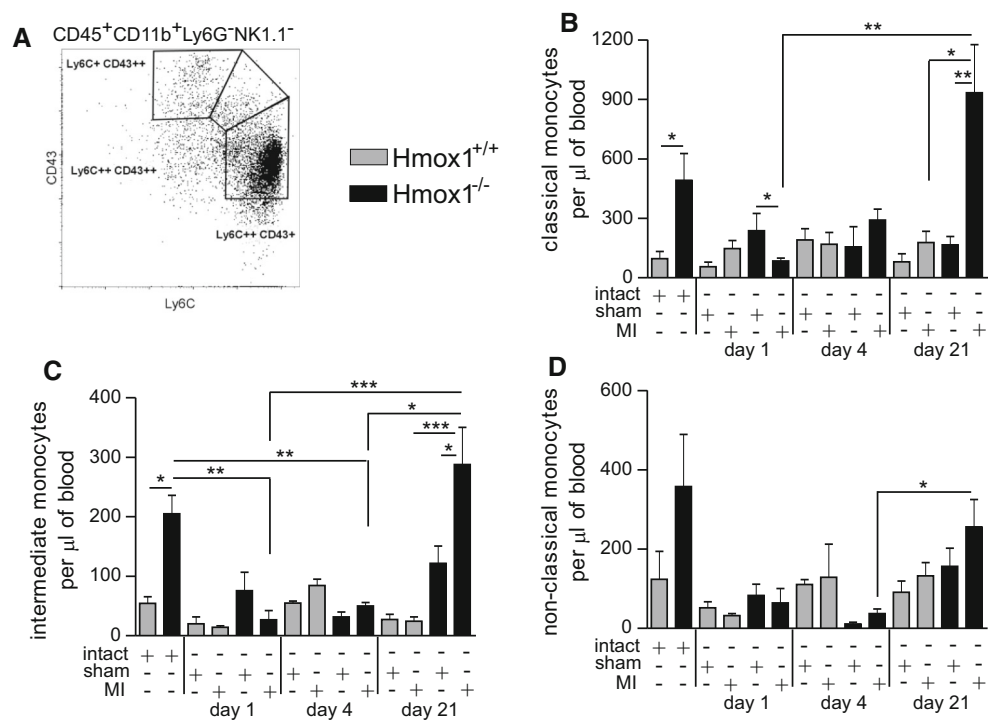 A
CD45+CD11b+Ly6G-NK1.1-
Ly6C+ CD43++
Ly6C++ CD43++
Ly6C++ CD43+
CD43
Ly6C
Hmox1+/+
Hmox1-/-
B
classical monocytes
per µl of blood
1200
900
600
300
0
* * ** * **
intact + + - - - - - - - - - - - -
sham - - + - + - + - + - + - + -
MI - - - + - + - + - + - + - +
day 1 day 4 day 21
C
intermediate monocytes
per µl of blood
400
300
200
100
0
* ** ** *** * *** *
intact + + - - - - - - - - - - - -
sham - - + - + - + - + - + - + -
MI - - - + - + - + - + - + - +
day 1 day 4 day 21
D
non-classical monocytes
per µl of blood
600
400
200
0
*
intact + + - - - - - - - - - - - -
sham - - + - + - + - + - + - + -
MI - - - + - + - + - + - + - +
day 1 day 4 day 21